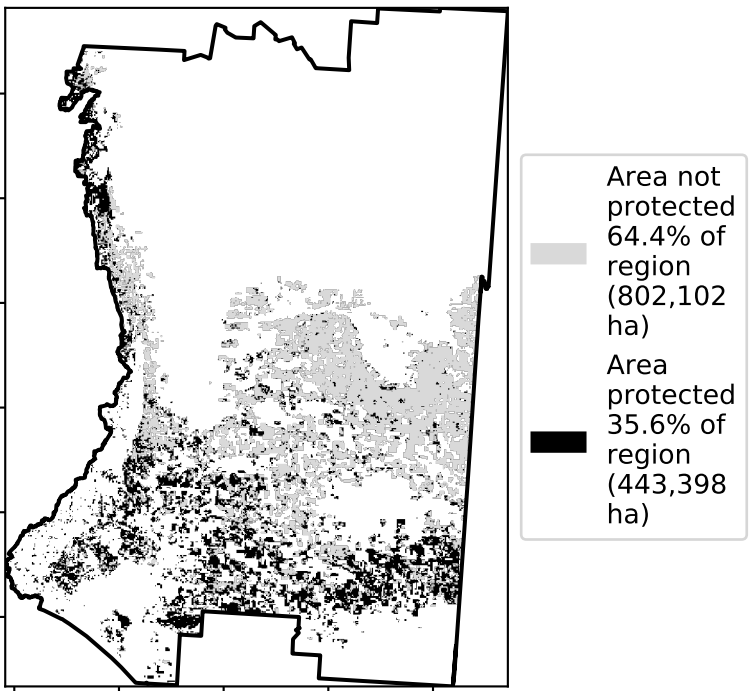 Area not
protected
64.4% of
region
(802,102
ha)
Area
protected
35.6% of
region
(443,398
ha)